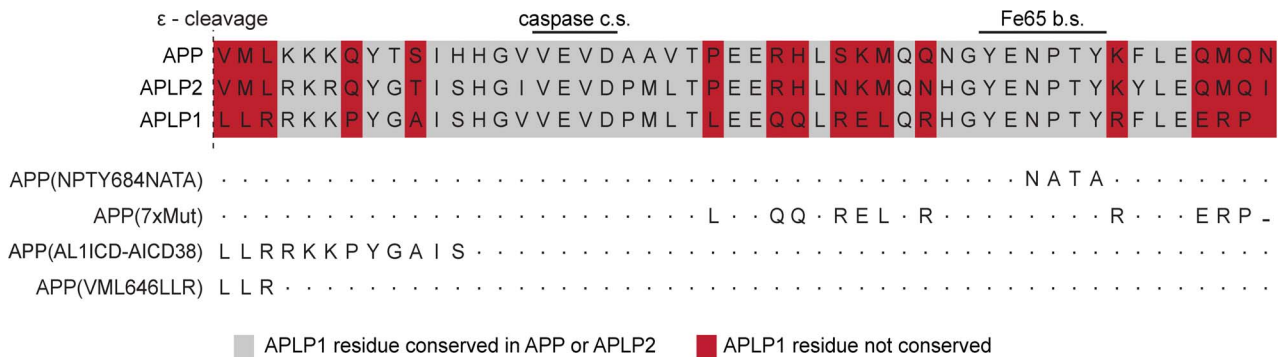 ε - cleavage caspase c.s. Fe65 b.s.
APP V M L K K K Q Y T S I H H G V V E V D A A V T P E E R H L S K M Q Q N G Y E N P T Y K F L E Q M Q N
APLP2 V M L R K R Q Y G T I S H G I V E V D P M L T P E E R H L N K M Q N H G Y E N P T Y K Y L E Q M Q I
APLP1 L L R R K K P Y G A I S H G V V E V D P M L T L E E Q Q L R E L Q R H G Y E N P T Y R F L E E R P
APP(NPTY684NATA) · · · · · · · · · · · · · · · · · · · · · · · · · · · · · · · · · · · · · · N A T A · · · · · · · ·
APP(7xMut) · · · · · · · · · · · · · · · · · · · · · · · L · · Q Q · R E L · R · · · · · · · · R · · · E R P -
APP(AL1ICD-AICD38) L L R R K K P Y G A I S · · · · · · · · · · · · · · · · · · · · · · · · · · · · · · · · · · · · · ·
APP(VML646LLR) L L R · · · · · · · · · · · · · · · · · · · · · · · · · · · · · · · · · · · · · · · · · · · · · · ·
APLP1 residue conserved in APP or APLP2 APLP1 residue not conserved